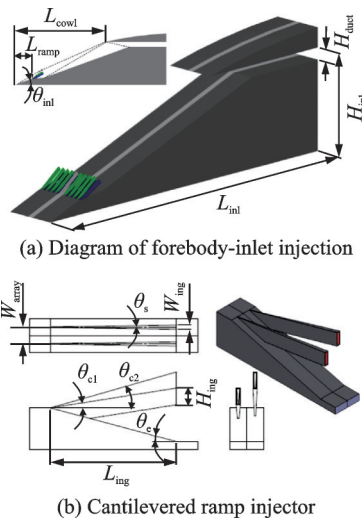 L_cowl
L_ramp
θ_inl
H_duct
H_inl
L_inl
(a) Diagram of forebody-inlet injection
W_array
θ_s
W_ing
θ_c1
θ_c2
H_ing
θ_e
L_ing
(b) Cantilevered ramp injector